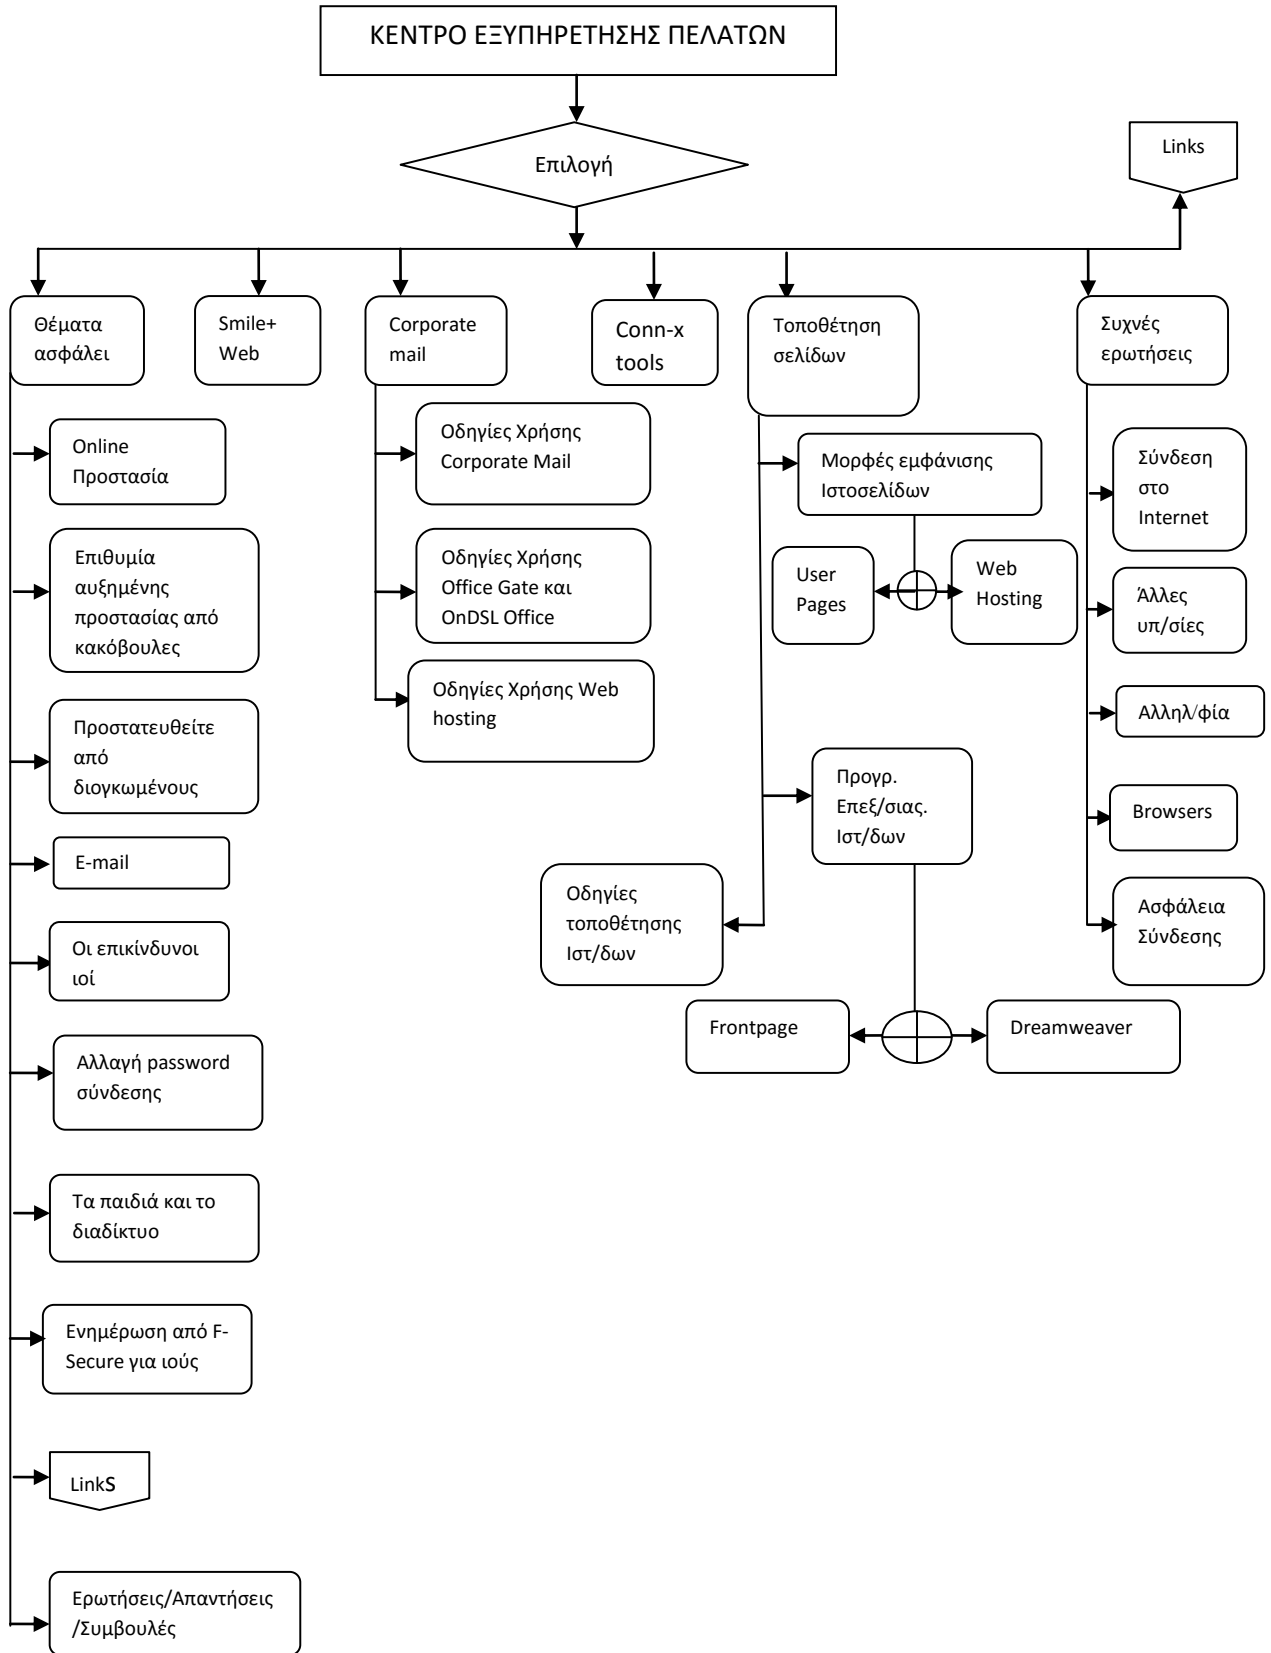 ΚΕΝΤΡΟ ΕΞΥΠΗΡΕΤΗΣΗΣ ΠΕΛΑΤΩΝ
Επιλογή
Links
Θέματα
ασφάλει
Smile+
Web
Corporate
mail
Conn-x
tools
Τοποθέτηση
σελίδων
Συχνές
ερωτήσεις
Online
Προστασία
Επιθυμία
αυξημένης
προστασίας από
κακόβουλες
Προστατευθείτε
από
διογκωμένους
E-mail
Οι επικίνδυνοι
ιοί
Αλλαγή password
σύνδεσης
Τα παιδιά και το
διαδίκτυο
Ενημέρωση από F-
Secure για ιούς
LinkS
Ερωτήσεις/Απαντήσεις
/Συμβουλές
Οδηγίες Χρήσης
Corporate Mail
Οδηγίες Χρήσης
Office Gate και
OnDSL Office
Οδηγίες Χρήσης Web
hosting
Μορφές εμφάνισης
Ιστοσελίδων
User
Pages
Web
Hosting
Προγρ.
Επεξ/σιας.
Ιστ/δων
Οδηγίες
τοποθέτησης
Ιστ/δων
Frontpage
Dreamweaver
Σύνδεση
στο
Internet
Άλλες
υπ/σίες
Αλληλ/φία
Browsers
Ασφάλεια
Σύνδεσης